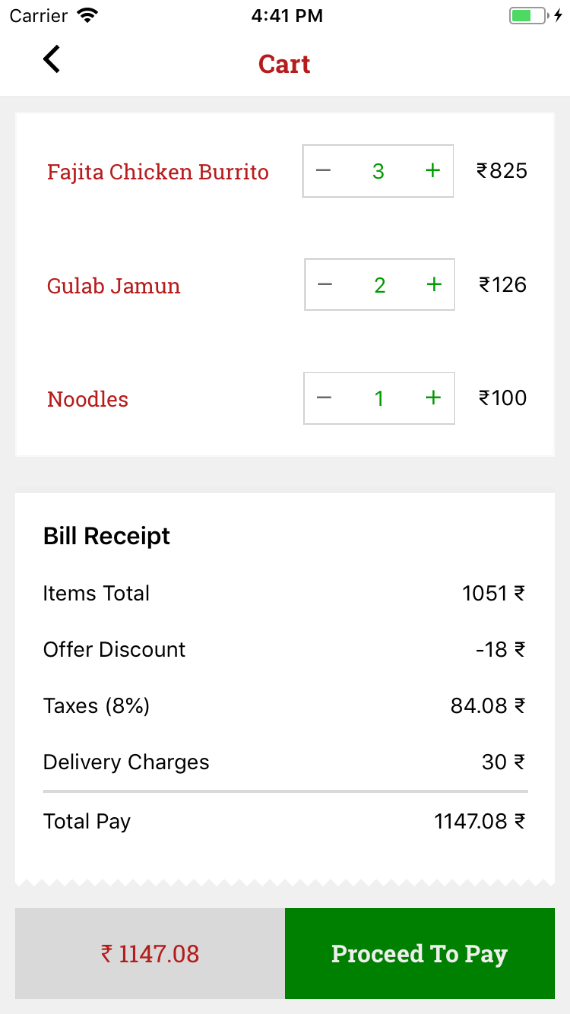 Carrier 4:41 PM
Cart
Fajita Chicken Burrito − 3 + ₹825
Gulab Jamun − 2 + ₹126
Noodles − 1 + ₹100
Bill Receipt
Items Total 1051 ₹
Offer Discount -18 ₹
Taxes (8%) 84.08 ₹
Delivery Charges 30 ₹
Total Pay 1147.08 ₹
₹ 1147.08 Proceed To Pay